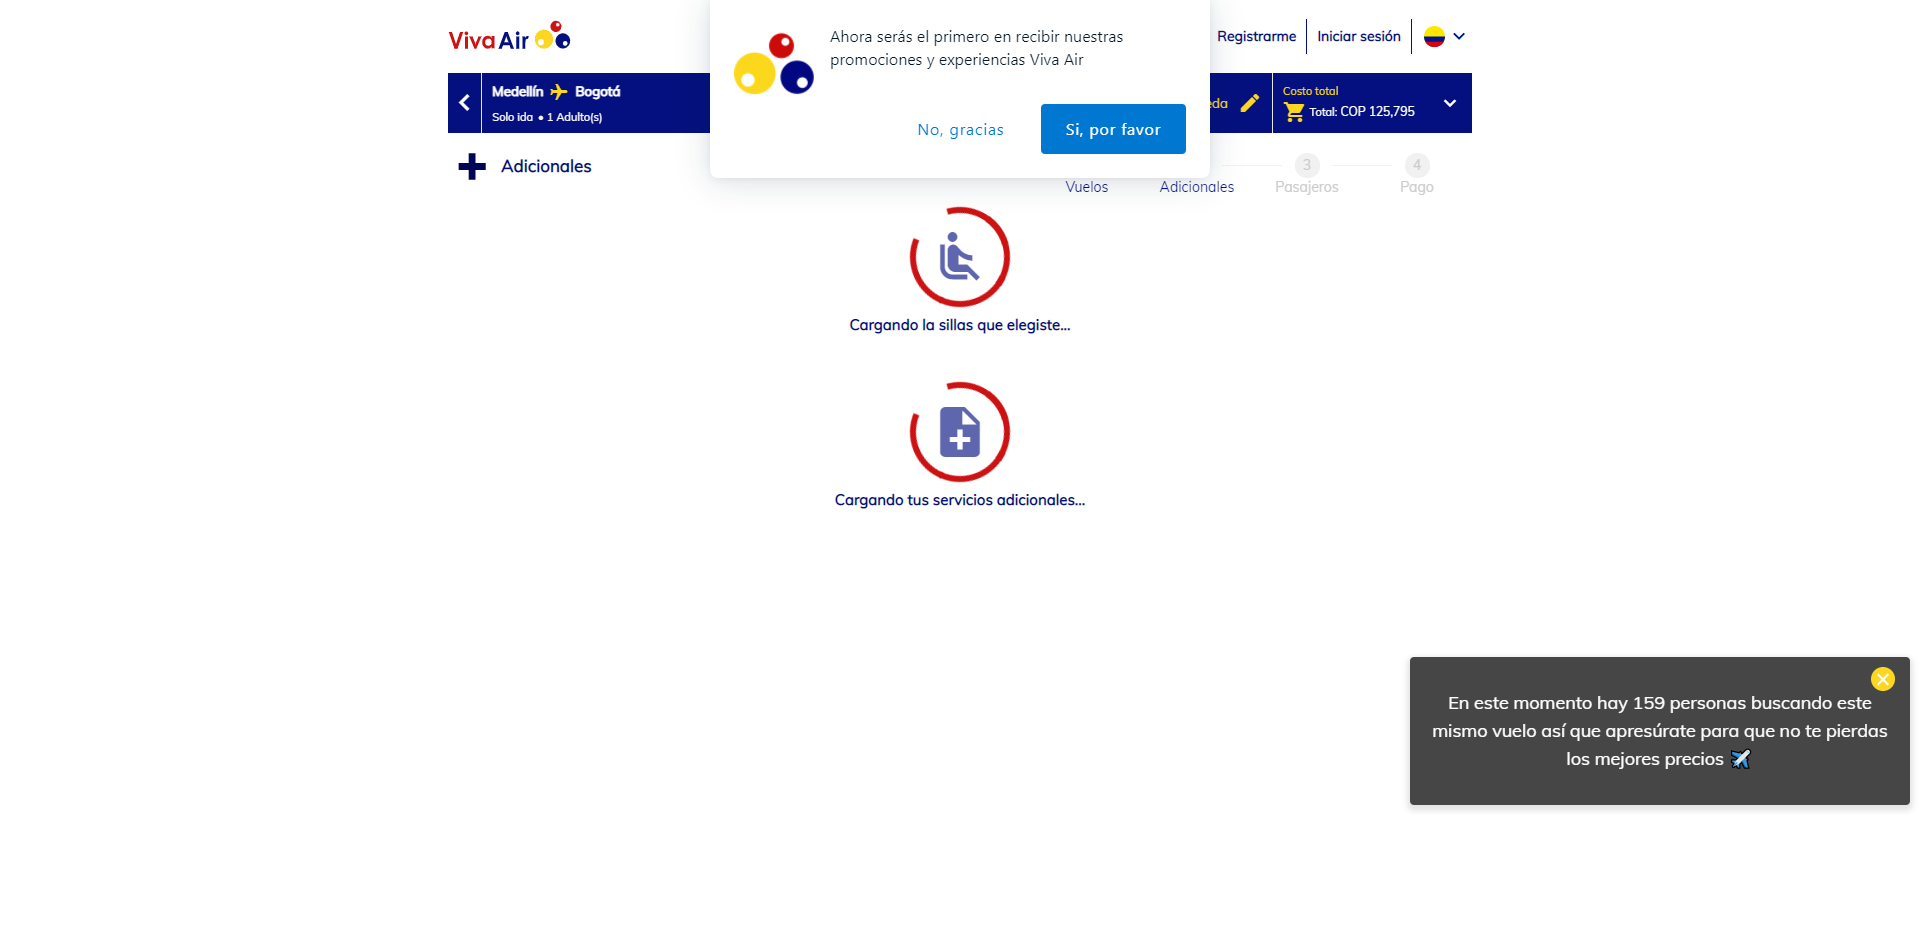 Viva Air
Ahora serás el primero en recibir nuestras
promociones y experiencias Viva Air
No, gracias
Si, por favor
Registrarme
Iniciar sesión
Medellín Bogotá
Solo ida • 1 Adulto(s)
Costo total
Total: COP 125,795
Adicionales
3
4
Vuelos
Adicionales
Pasajeros
Pago
Cargando la sillas que elegiste...
Cargando tus servicios adicionales...
En este momento hay 159 personas buscando este
mismo vuelo así que apresúrate para que no te pierdas
los mejores precios ✈️